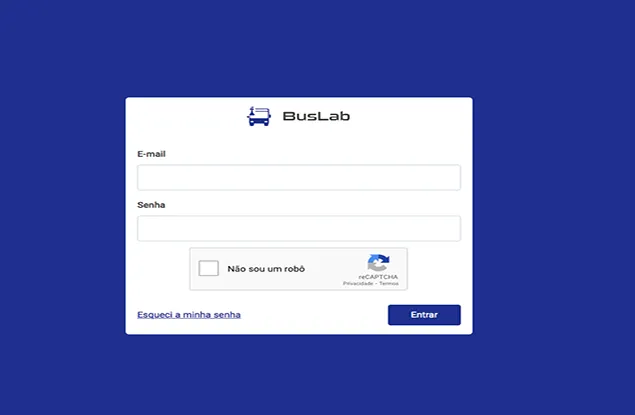 BusLab
E-mail
Senha
Não sou um robô
reCAPTCHA
Privacidade - Termos
Esqueci a minha senha
Entrar